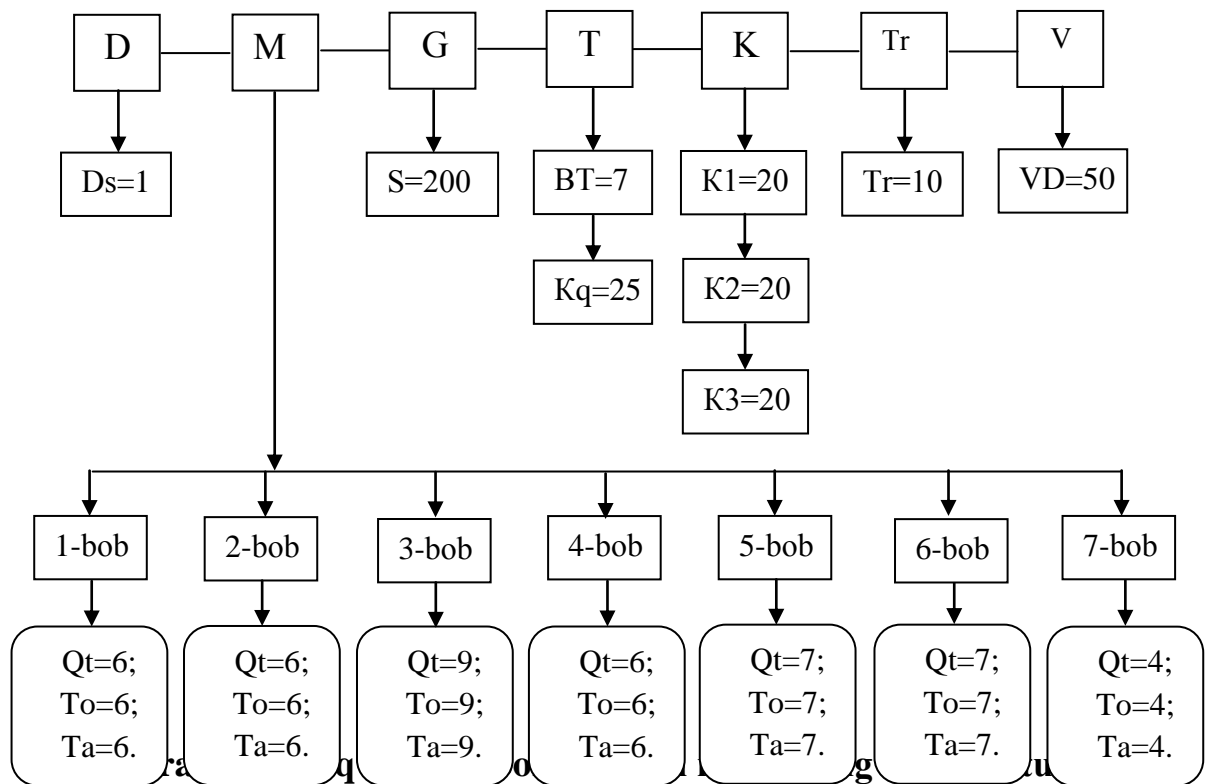 D M G T K Tr V
Ds=1 S=200 BT=7 K1=20 Tr=10 VD=50
Kq=25 K2=20
K3=20
1-bob 2-bob 3-bob 4-bob 5-bob 6-bob 7-bob
Qt=6; Qt=6; Qt=9; Qt=6; Qt=7; Qt=7; Qt=4;
To=6; To=6; To=9; To=6; To=7; To=7; To=4;
Ta=6. Ta=6. Ta=9. Ta=6. Ta=7. Ta=7. Ta=4.